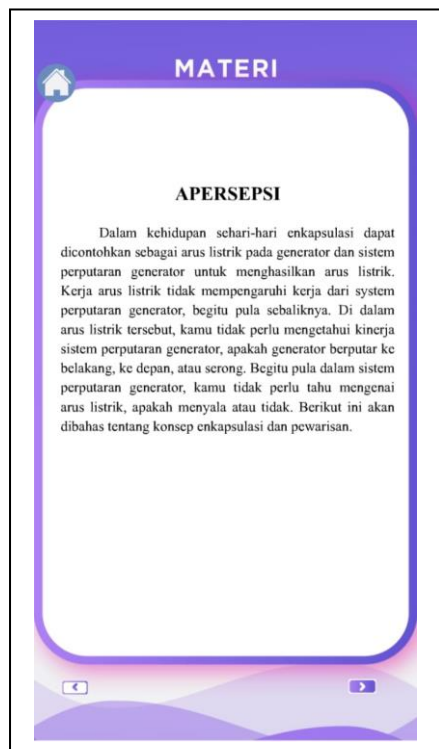 MATERI
APERSEPSI
Dalam kehidupan sehari-hari enkapsulasi dapat
dicontohkan sebagai arus listrik pada generator dan sistem
perputaran generator untuk menghasilkan arus listrik.
Kerja arus listrik tidak mempengaruhi kerja dari system
perputaran generator, begitu pula sebaliknya. Di dalam
arus listrik tersebut, kamu tidak perlu mengetahui kinerja
sistem perputaran generator, apakah generator berputar ke
belakang, ke depan, atau serong. Begitu pula dalam sistem
perputaran generator, kamu tidak perlu tahu mengenai
arus listrik, apakah menyala atau tidak. Berikut ini akan
dibahas tentang konsep enkapsulasi dan pewarisan.